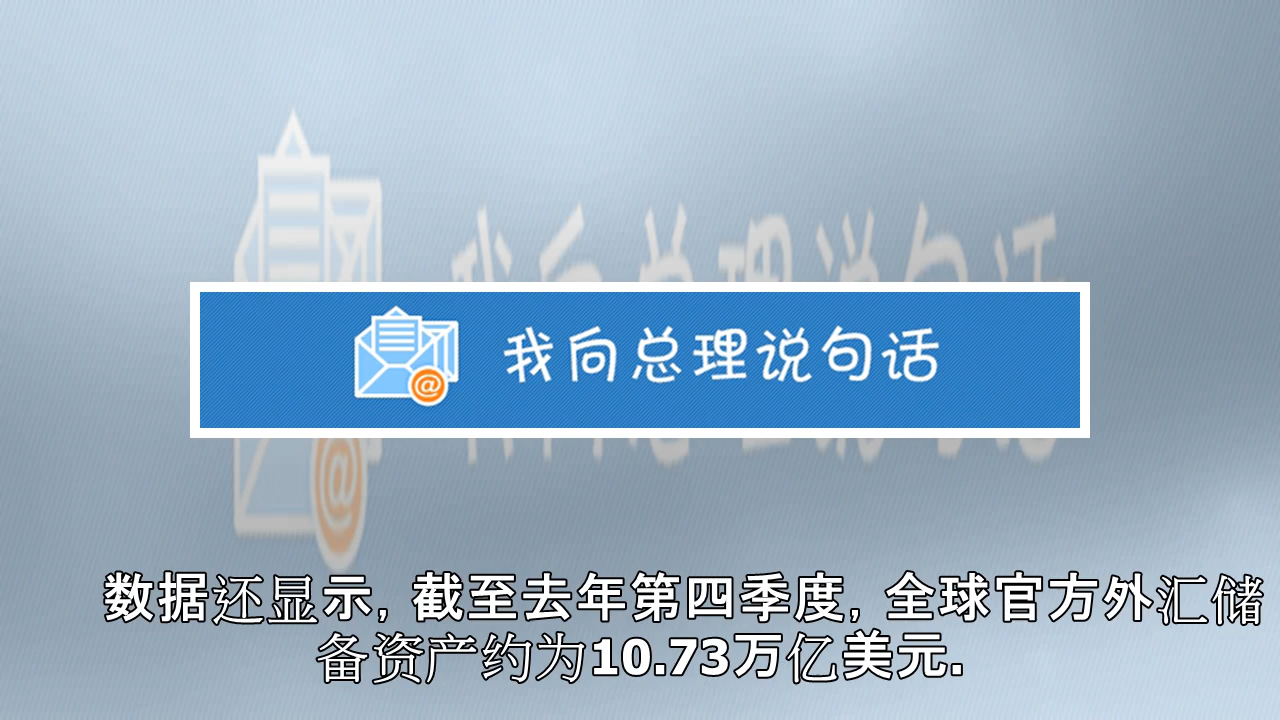 @ 我向总理说句话
数据还显示, 截至去年第四季度, 全球官方外汇储
备资产约为10.73万亿美元.